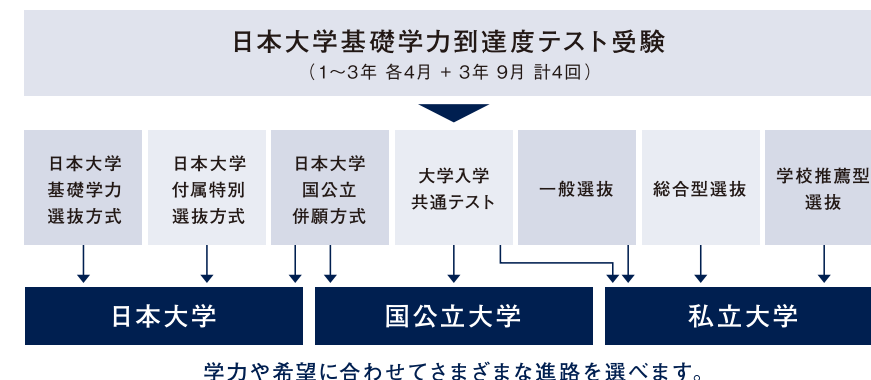 日本大学基礎学力到達度テスト受験
（1〜3年 各4月 + 3年 9月 計4回）
日本大学
基礎学力
選抜方式
日本大学
付属特別
選抜方式
日本大学
国公立
併願方式
大学入学
共通テスト
一般選抜
総合型選抜
学校推薦型
選抜
日本大学
国公立大学
私立大学
学力や希望に合わせてさまざまな進路を選べます。